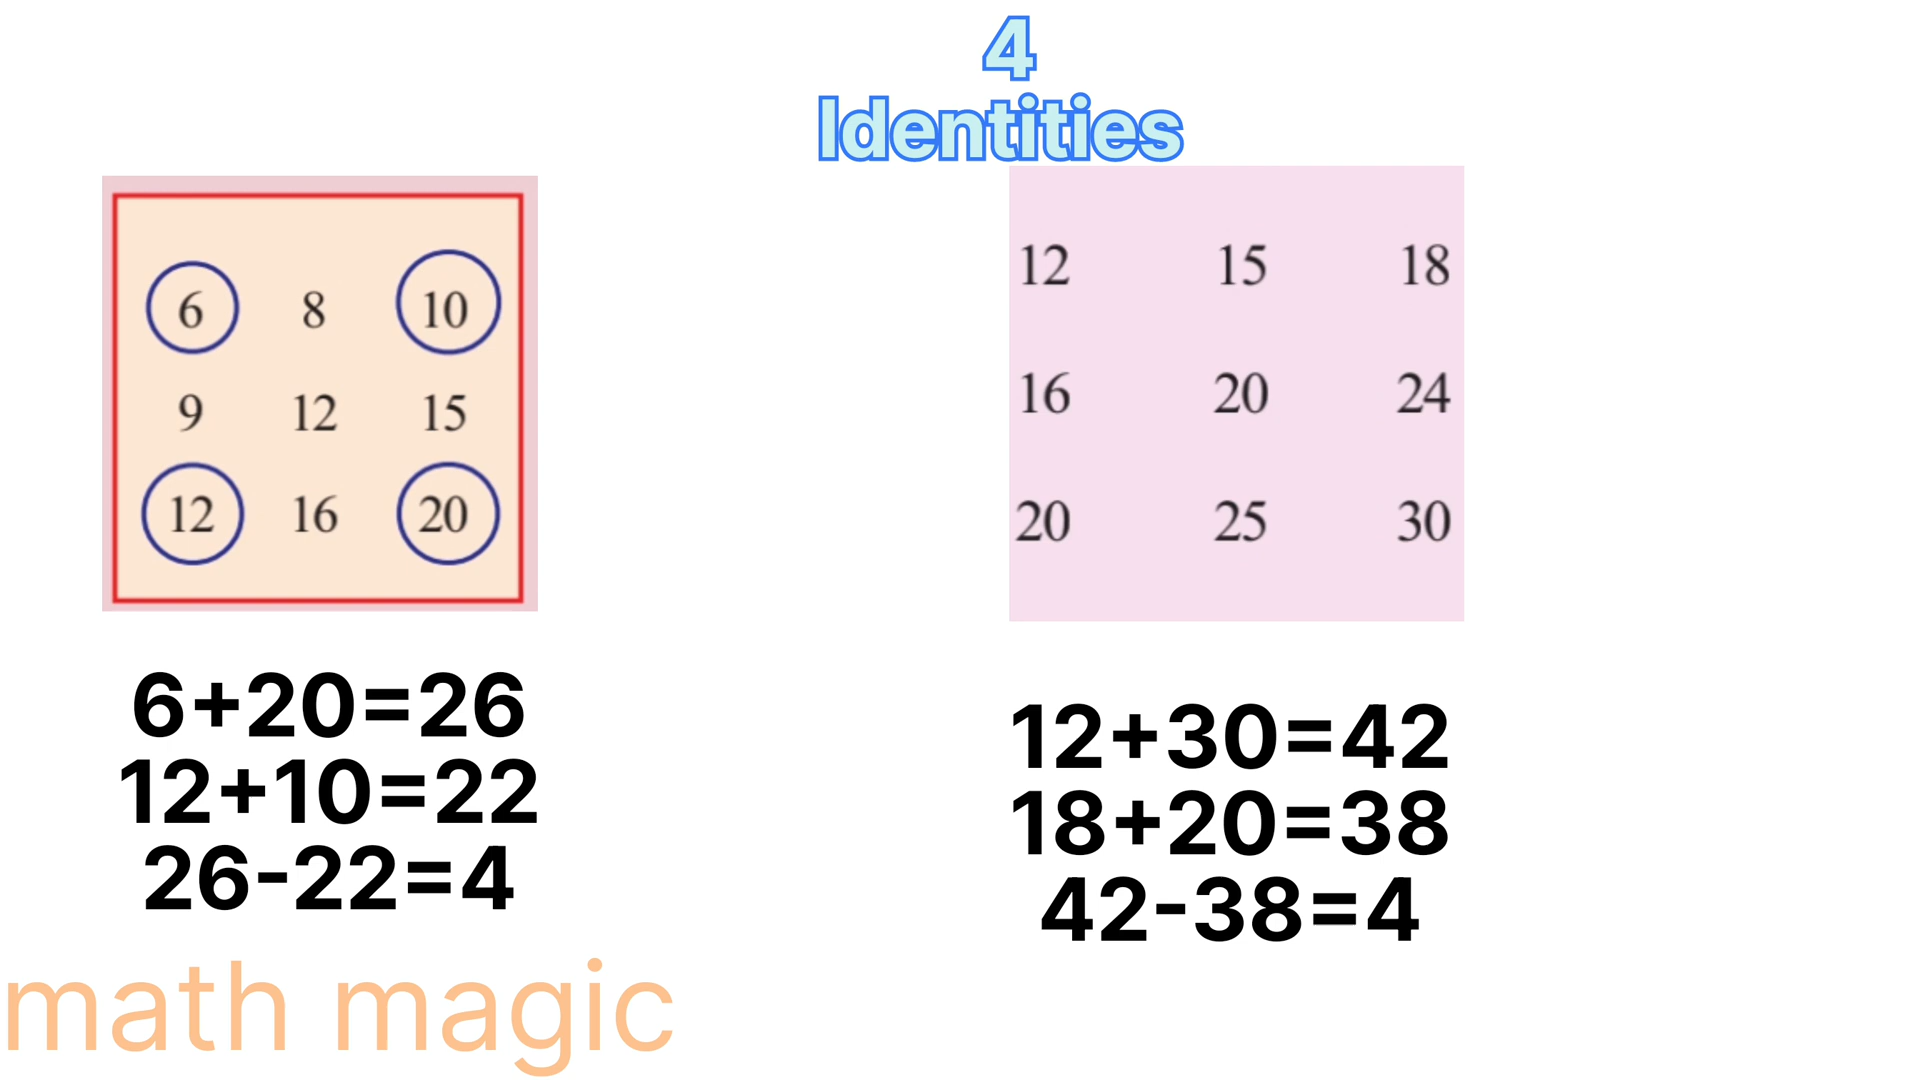 4
Identities
6 8 10
9 12 15
12 16 20
12 15 18
16 20 24
20 25 30
6+20=26
12+10=22
26-22=4
12+30=42
18+20=38
42-38=4
math magic